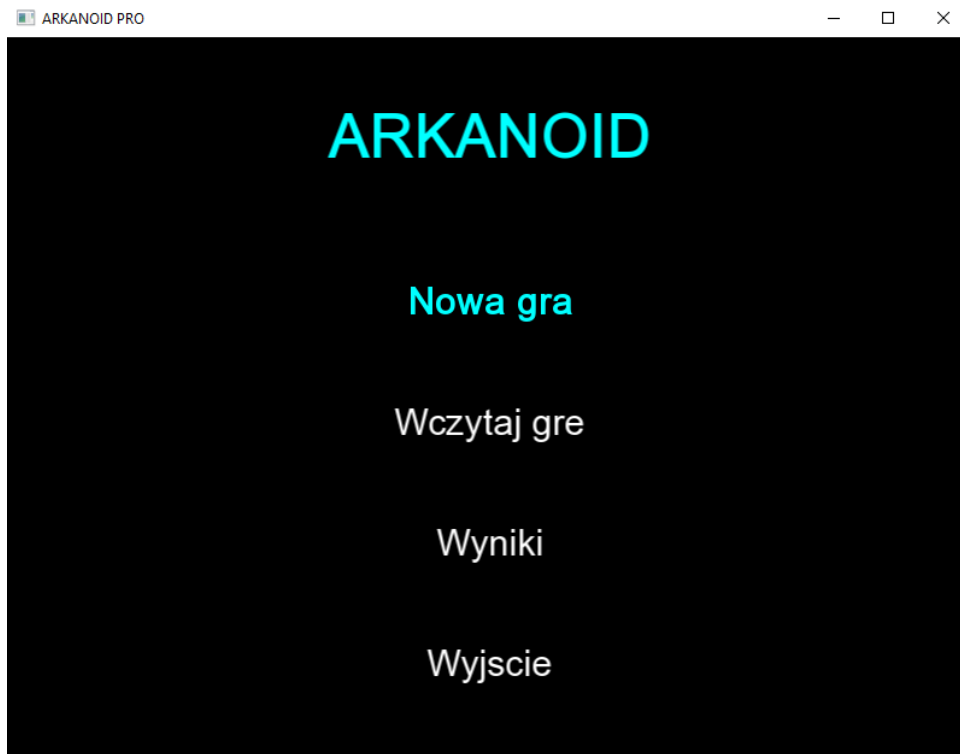 ARKANOID PRO
ARKANOID
Nowa gra
Wczytaj gre
Wyniki
Wyjscie